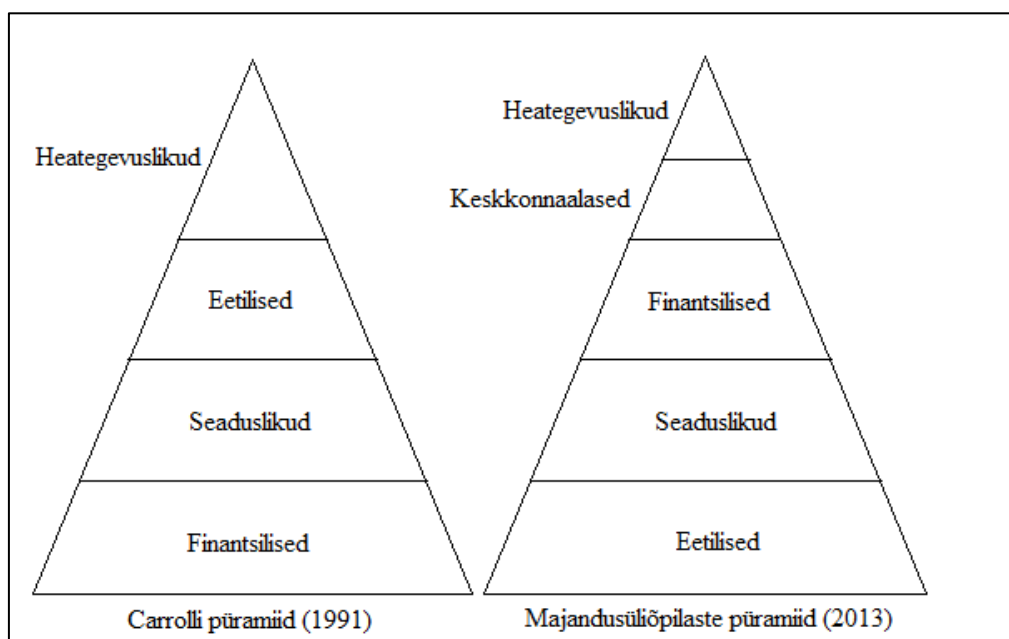 Heategevuslikud
Eetilised
Seaduslikud
Finantsilised
Carrolli püramiid (1991)
Heategevuslikud
Keskkonnaalased
Finantsilised
Seaduslikud
Eetilised
Majandusüliõpilaste püramiid (2013)